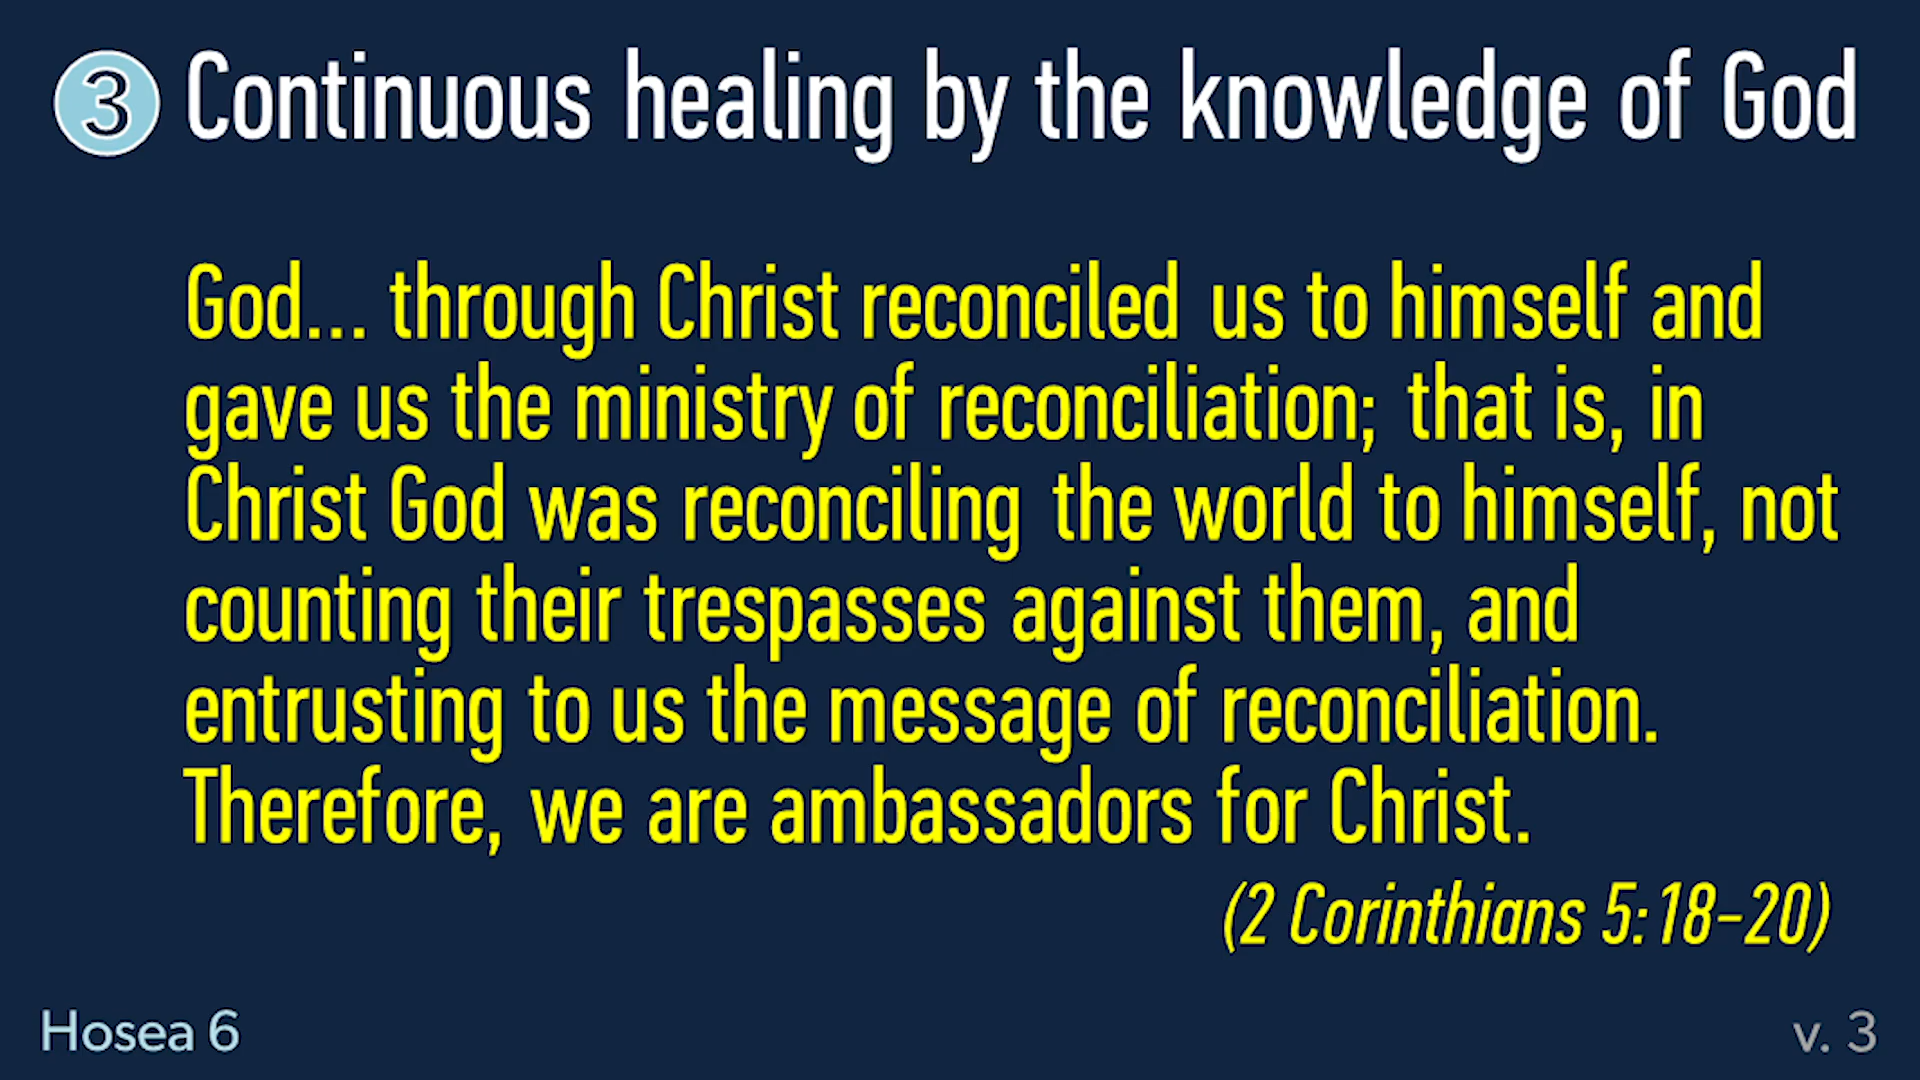 3 Continuous healing by the knowledge of God
God... through Christ reconciled us to himself and
gave us the ministry of reconciliation; that is, in
Christ God was reconciling the world to himself, not
counting their trespasses against them, and
entrusting to us the message of reconciliation.
Therefore, we are ambassadors for Christ.
(2 Corinthians 5:18–20)
Hosea 6
v. 3